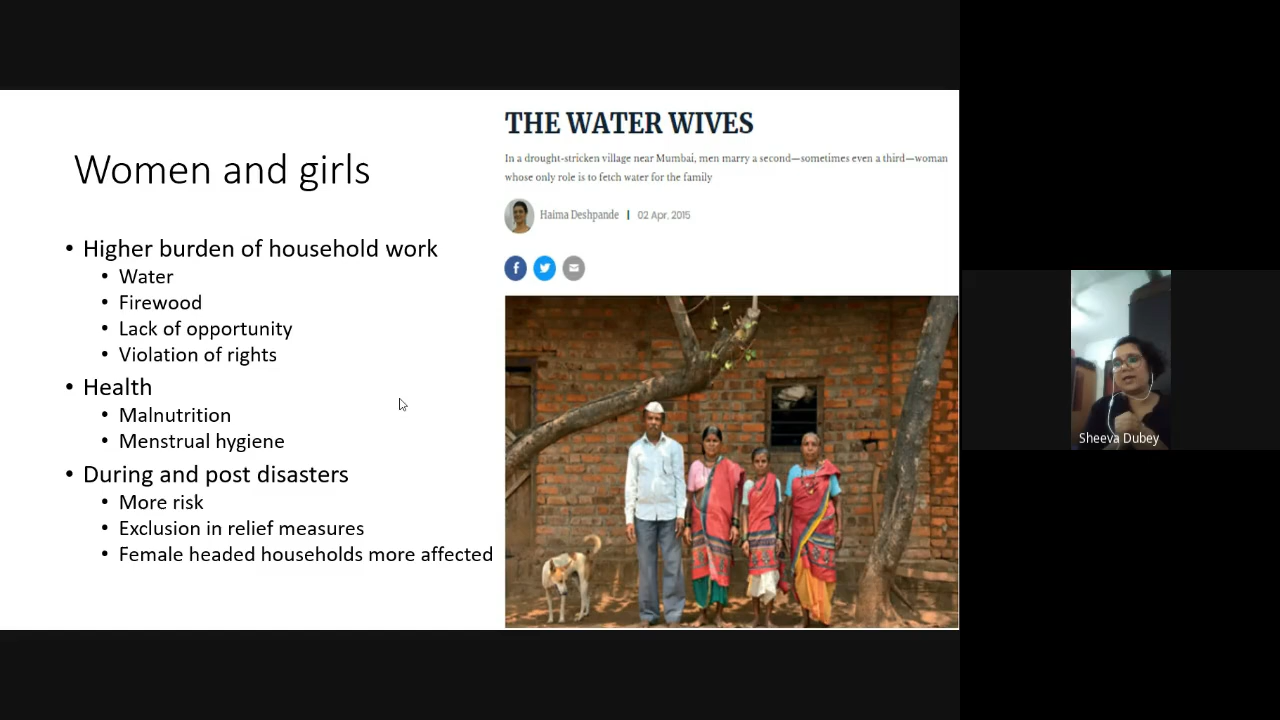 Women and girls
• Higher burden of household work
• Water
• Firewood
• Lack of opportunity
• Violation of rights
• Health
• Malnutrition
• Menstrual hygiene
• During and post disasters
• More risk
• Exclusion in relief measures
• Female headed households more affected
THE WATER WIVES
In a drought-stricken village near Mumbai, men marry a second—sometimes even a third—woman
whose only role is to fetch water for the family
Haima Deshpande | 02 Apr, 2015
Sheeva Dubey